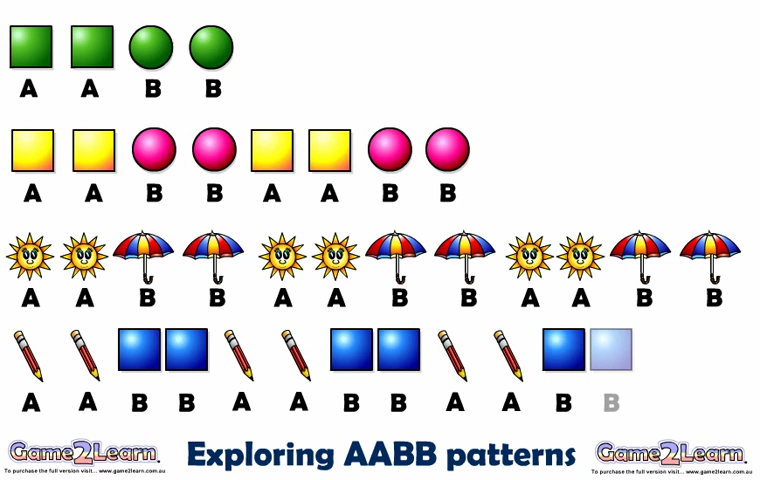 A A B B
A A B B A A B B
A A B B A A B B A A B B
A A B B A A B B A A B B
Game2Learn
To purchase the full version visit... www.game2learn.com.au
Exploring AABB patterns
Game2Learn
To purchase the full version visit... www.game2learn.com.au